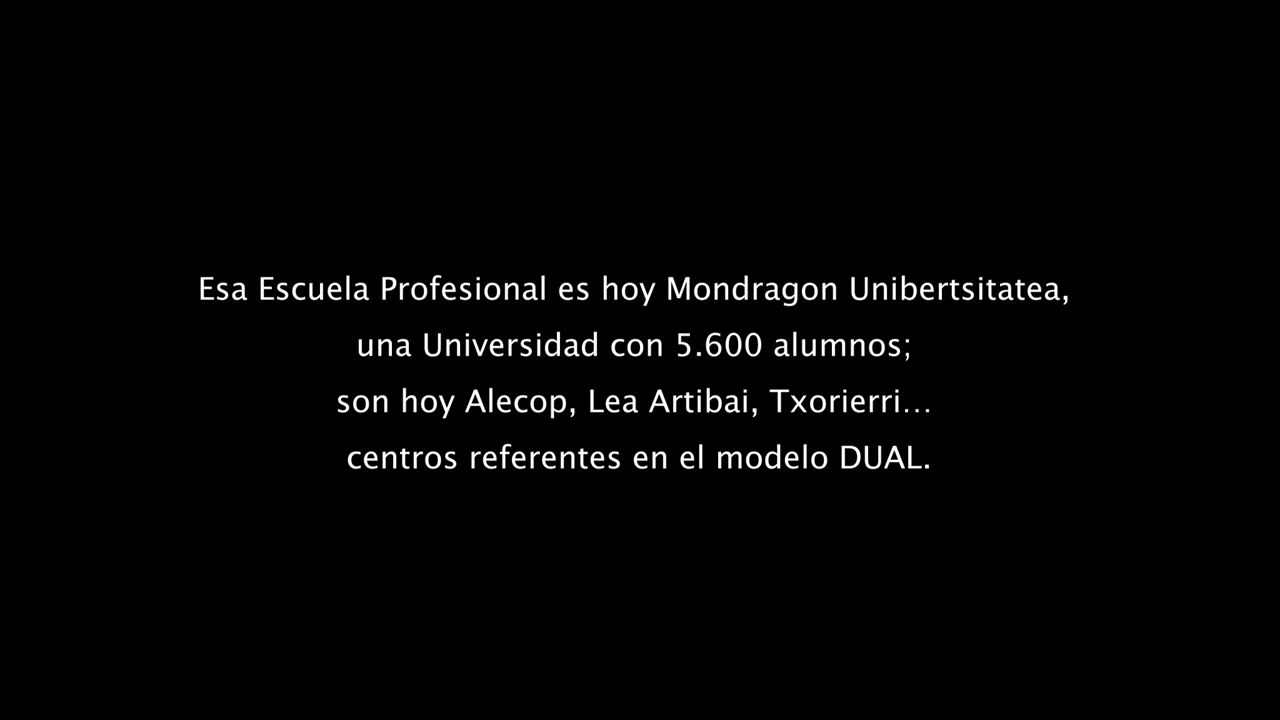 Esa Escuela Profesional es hoy Mondragon Unibertsitatea,
una Universidad con 5.600 alumnos;
son hoy Alecop, Lea Artibai, Txorierri...
centros referentes en el modelo DUAL.